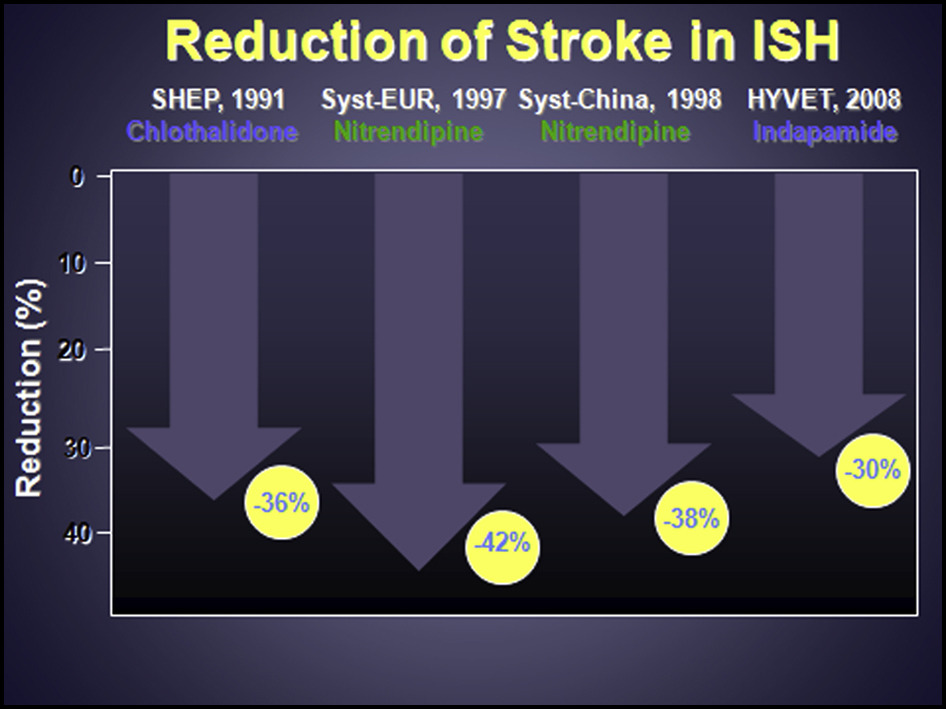 Reduction of Stroke in ISH
SHEP, 1991 Syst-EUR, 1997 Syst-China, 1998 HYVET, 2008
Chlothalidone Nitrendipine Nitrendipine Indapamide
0
10
20
30
40
Reduction (%)
-36%
-42%
-38%
-30%